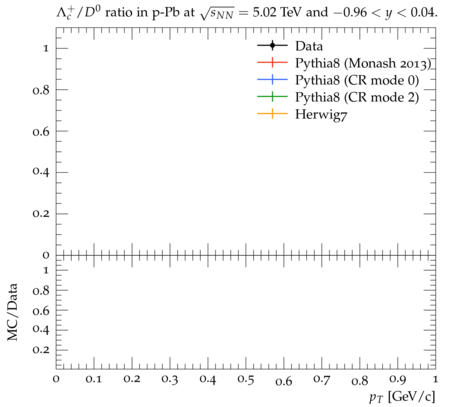 Λc+/D0 ratio in p-Pb at √sNN = 5.02 TeV and −0.96 < y < 0.04.
Data
Pythia8 (Monash 2013)
Pythia8 (CR mode 0)
Pythia8 (CR mode 2)
Herwig7
1
0.8
0.6
0.4
0.2
0
MC/Data
1
0.8
0.6
0.4
0.2
0 0.1 0.2 0.3 0.4 0.5 0.6 0.7 0.8 0.9 1
pT [GeV/c]